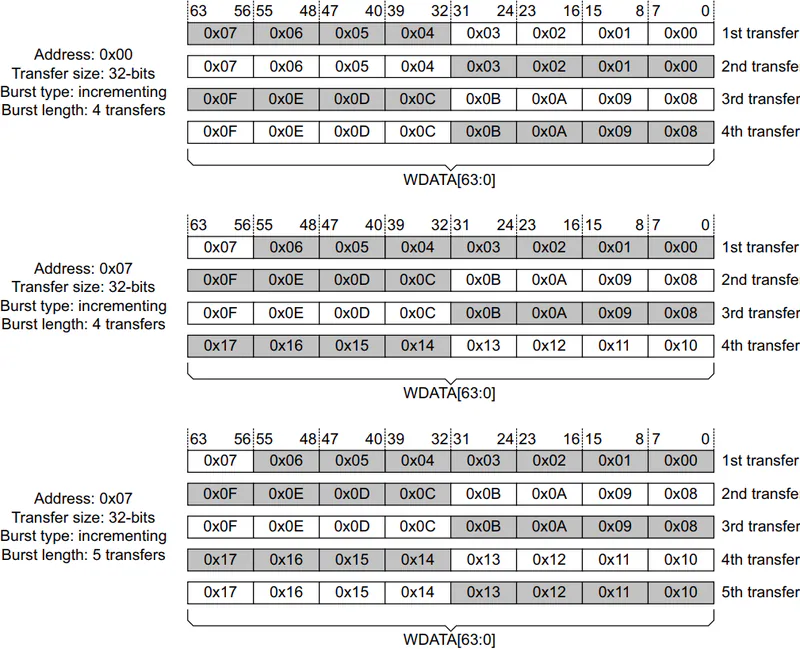 63 56 55 48 47 40 39 32 31 24 23 16 15 8 7 0
0x07 0x06 0x05 0x04 0x03 0x02 0x01 0x00 1st transfer
Address: 0x00
Transfer size: 32-bits
Burst type: incrementing
Burst length: 4 transfers
0x07 0x06 0x05 0x04 0x03 0x02 0x01 0x00 2nd transfer
0x0F 0x0E 0x0D 0x0C 0x0B 0x0A 0x09 0x08 3rd transfer
0x0F 0x0E 0x0D 0x0C 0x0B 0x0A 0x09 0x08 4th transfer
WDATA[63:0]
63 56 55 48 47 40 39 32 31 24 23 16 15 8 7 0
0x07 0x06 0x05 0x04 0x03 0x02 0x01 0x00 1st transfer
Address: 0x07
Transfer size: 32-bits
Burst type: incrementing
Burst length: 4 transfers
0x0F 0x0E 0x0D 0x0C 0x0B 0x0A 0x09 0x08 2nd transfer
0x0F 0x0E 0x0D 0x0C 0x0B 0x0A 0x09 0x08 3rd transfer
0x17 0x16 0x15 0x14 0x13 0x12 0x11 0x10 4th transfer
WDATA[63:0]
63 56 55 48 47 40 39 32 31 24 23 16 15 8 7 0
0x07 0x06 0x05 0x04 0x03 0x02 0x01 0x00 1st transfer
Address: 0x07
Transfer size: 32-bits
Burst type: incrementing
Burst length: 5 transfers
0x0F 0x0E 0x0D 0x0C 0x0B 0x0A 0x09 0x08 2nd transfer
0x0F 0x0E 0x0D 0x0C 0x0B 0x0A 0x09 0x08 3rd transfer
0x17 0x16 0x15 0x14 0x13 0x12 0x11 0x10 4th transfer
0x17 0x16 0x15 0x14 0x13 0x12 0x11 0x10 5th transfer
WDATA[63:0]